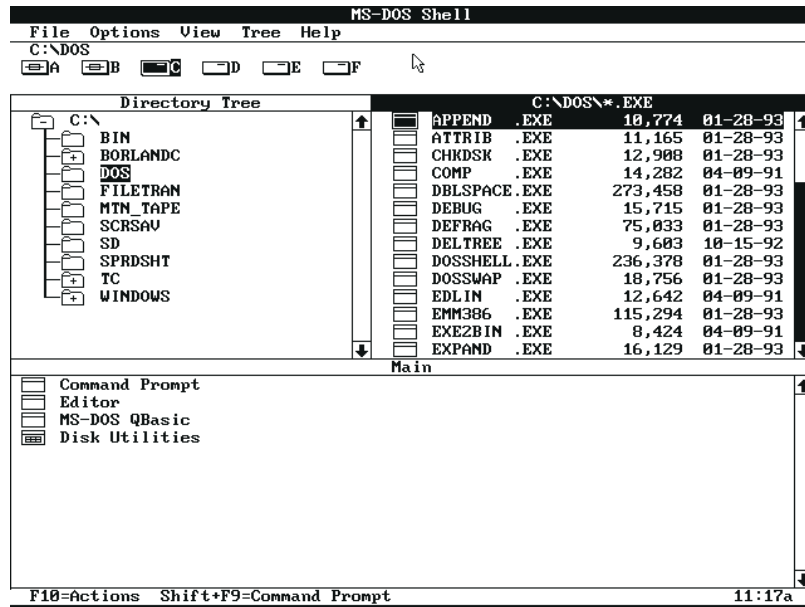 MS-DOS Shell
File Options View Tree Help
C:\DOS
A B C D E F
Directory Tree
C:\
BIN
BORLANDC
DOS
FILETRAN
MTN_TAPE
SCRSAV
SD
SPRDSHT
TC
WINDOWS
C:\DOS\*.EXE
APPEND .EXE 10,774 01-28-93
ATTRIB .EXE 11,165 01-28-93
CHKDSK .EXE 12,908 01-28-93
COMP .EXE 14,282 04-09-91
DBLSPACE.EXE 273,458 01-28-93
DEBUG .EXE 15,715 01-28-93
DEFRAG .EXE 75,033 01-28-93
DELTREE .EXE 9,603 10-15-92
DOSSHELL.EXE 236,378 01-28-93
DOSSWAP .EXE 18,756 01-28-93
EDLIN .EXE 12,642 04-09-91
EMM386 .EXE 115,294 01-28-93
EXE2BIN .EXE 8,424 04-09-91
EXPAND .EXE 16,129 01-28-93
Main
Command Prompt
Editor
MS-DOS QBasic
Disk Utilities
F10=Actions Shift+F9=Command Prompt 11:17a